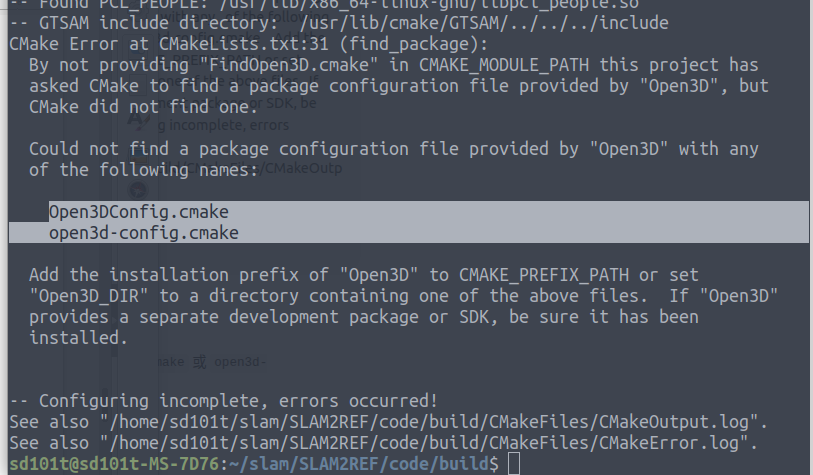 -- Found PCL_PEOPLE: /usr/lib/x86_64-linux-gnu/libpcl_people.so
-- GTSAM include directory: /usr/lib/cmake/GTSAM/../../../include
CMake Error at CMakeLists.txt:31 (find_package):
By not providing "FindOpen3D.cmake" in CMAKE_MODULE_PATH this project has
asked CMake to find a package configuration file provided by "Open3D", but
CMake did not find one.
Could not find a package configuration file provided by "Open3D" with any
of the following names:
Open3DConfig.cmake
open3d-config.cmake
Add the installation prefix of "Open3D" to CMAKE_PREFIX_PATH or set
"Open3D_DIR" to a directory containing one of the above files.  If "Open3D"
provides a separate development package or SDK, be sure it has been
installed.
make 或 open3d-
-- Configuring incomplete, errors occurred!
See also "/home/sd101t/slam/SLAM2REF/code/build/CMakeFiles/CMakeOutput.log".
See also "/home/sd101t/slam/SLAM2REF/code/build/CMakeFiles/CMakeError.log".
sd101t@sd101t-MS-7D76:~/slam/SLAM2REF/code/build$